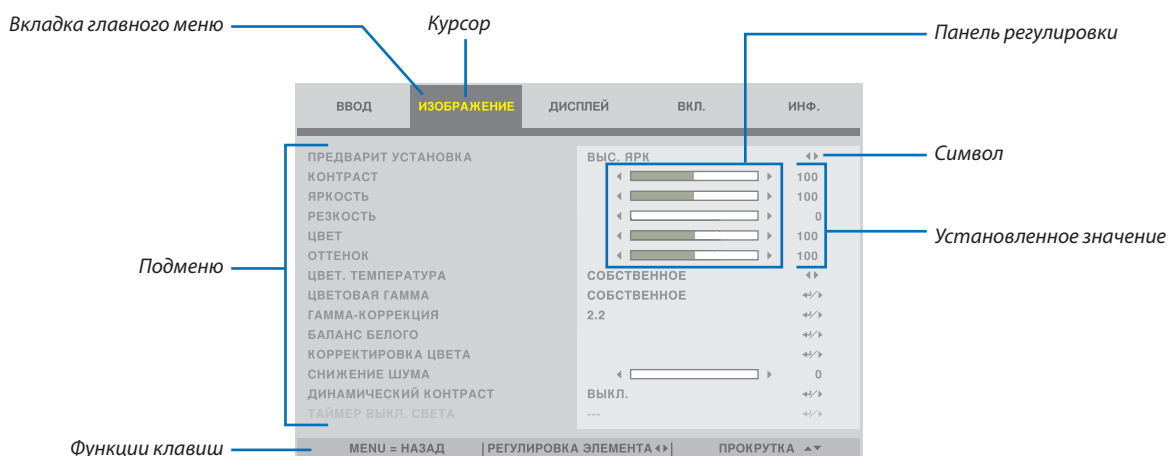 Вкладка главного меню
Курсор
Панель регулировки
ВВОД ИЗОБРАЖЕНИЕ ДИСПЛЕЙ ВКЛ. ИНФ.
ПРЕДВАРИТ УСТАНОВКА ВЫС. ЯРК
Символ
КОНТРАСТ 100
ЯРКОСТЬ 100
РЕЗКОСТЬ 0
ЦВЕТ 100
Установленное значение
ОТТЕНОК 100
Подменю
ЦВЕТ. ТЕМПЕРАТУРА СОБСТВЕННОЕ
ЦВЕТОВАЯ ГАММА СОБСТВЕННОЕ
ГАММА-КОРРЕКЦИЯ 2.2
БАЛАНС БЕЛОГО
КОРРЕКТИРОВКА ЦВЕТА
СНИЖЕНИЕ ШУМА 0
ДИНАМИЧЕСКИЙ КОНТРАСТ ВЫКЛ.
ТАЙМЕР ВЫКЛ. СВЕТА ---
Функции клавиш
MENU = НАЗАД |РЕГУЛИРОВКА ЭЛЕМЕНТА| ПРОКРУТКА